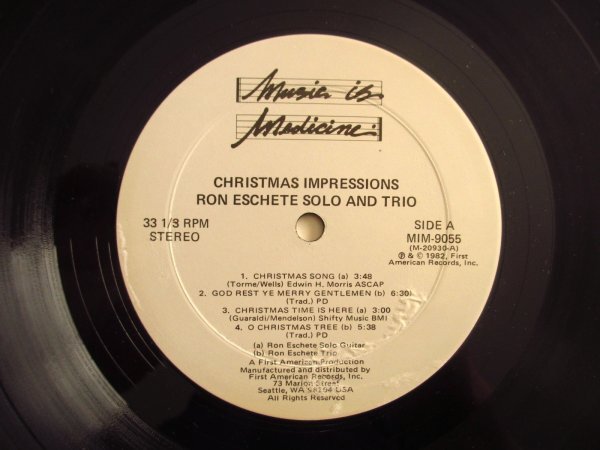 Music is
Medicine
CHRISTMAS IMPRESSIONS
RON ESCHETE SOLO AND TRIO
33 1/3 RPM
STEREO
SIDE A
MIM-9055
(M-20930-A)
℗ & © 1982, First
American Records, Inc.
1. CHRISTMAS SONG (a) 3:48
(Torme/Wells) Edwin H. Morris ASCAP
2. GOD REST YE MERRY GENTLEMEN (b) 6:30
(Trad.) PD
3. CHRISTMAS TIME IS HERE (a) 3:00
(Guaraldi/Mendelson) Shifty Music BMI
4. O CHRISTMAS TREE (b) 5:38
(Trad.) PD
(a) Ron Eschete Solo Guitar
(b) Ron Eschete Trio
A First American Production
Manufactured and distributed by
First American Records, Inc.
73 Marion Street
Seattle, WA 98104 USA
All Rights Reserved